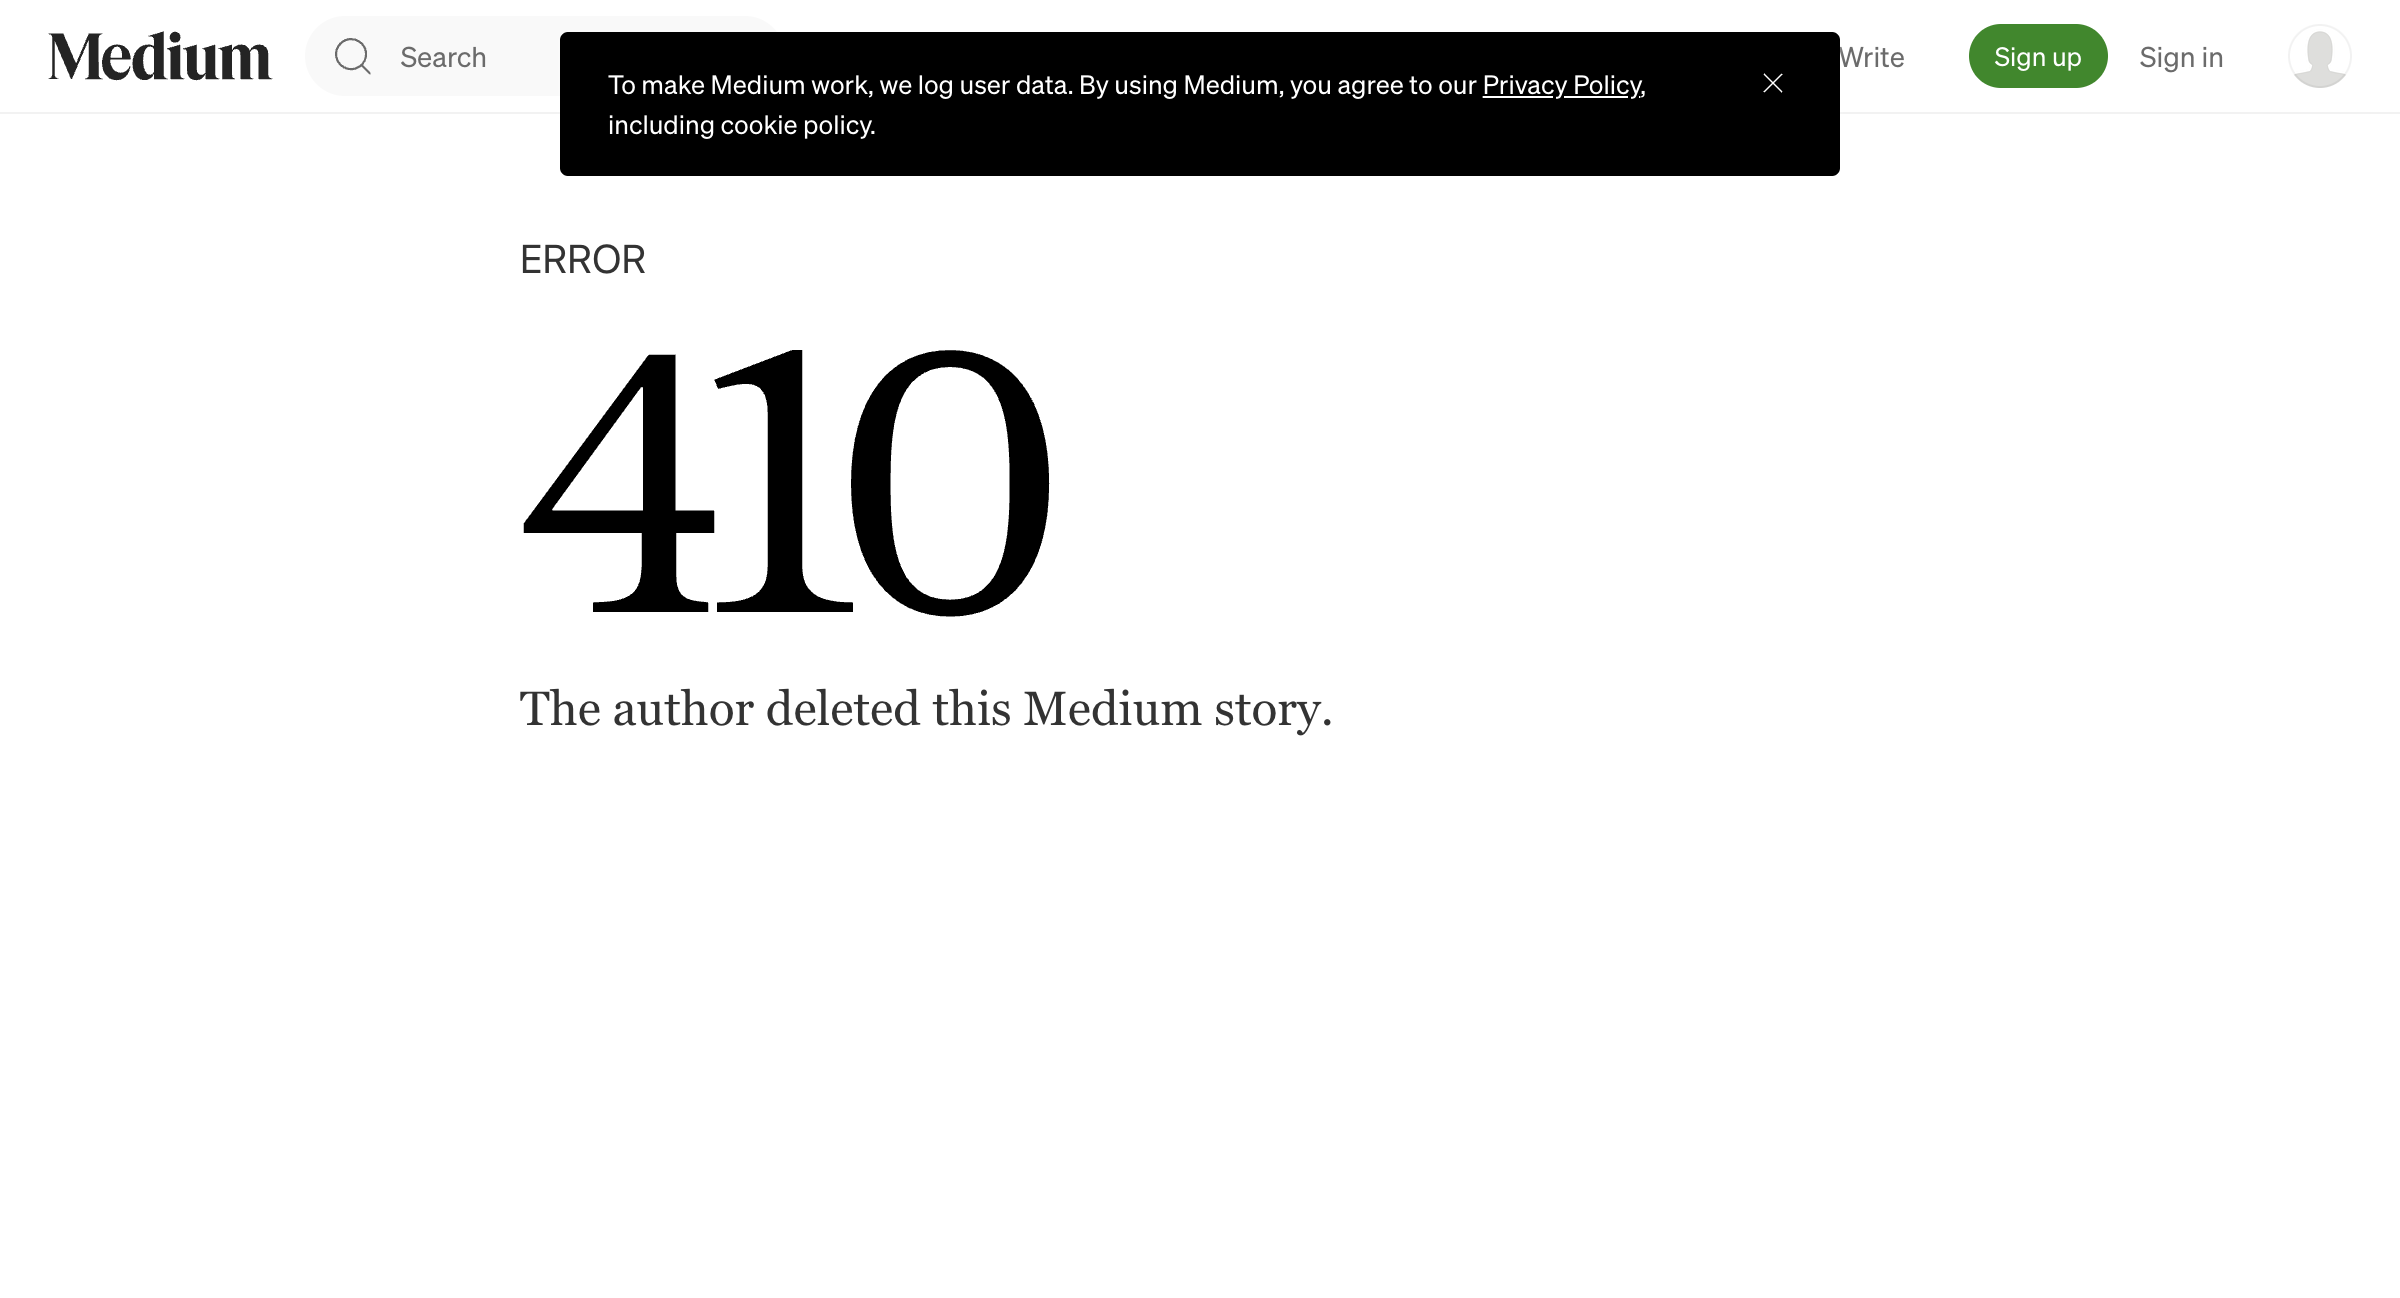 Medium
Search
To make Medium work, we log user data. By using Medium, you agree to our Privacy Policy,
including cookie policy.
Write
Sign up
Sign in
ERROR
410
The author deleted this Medium story.